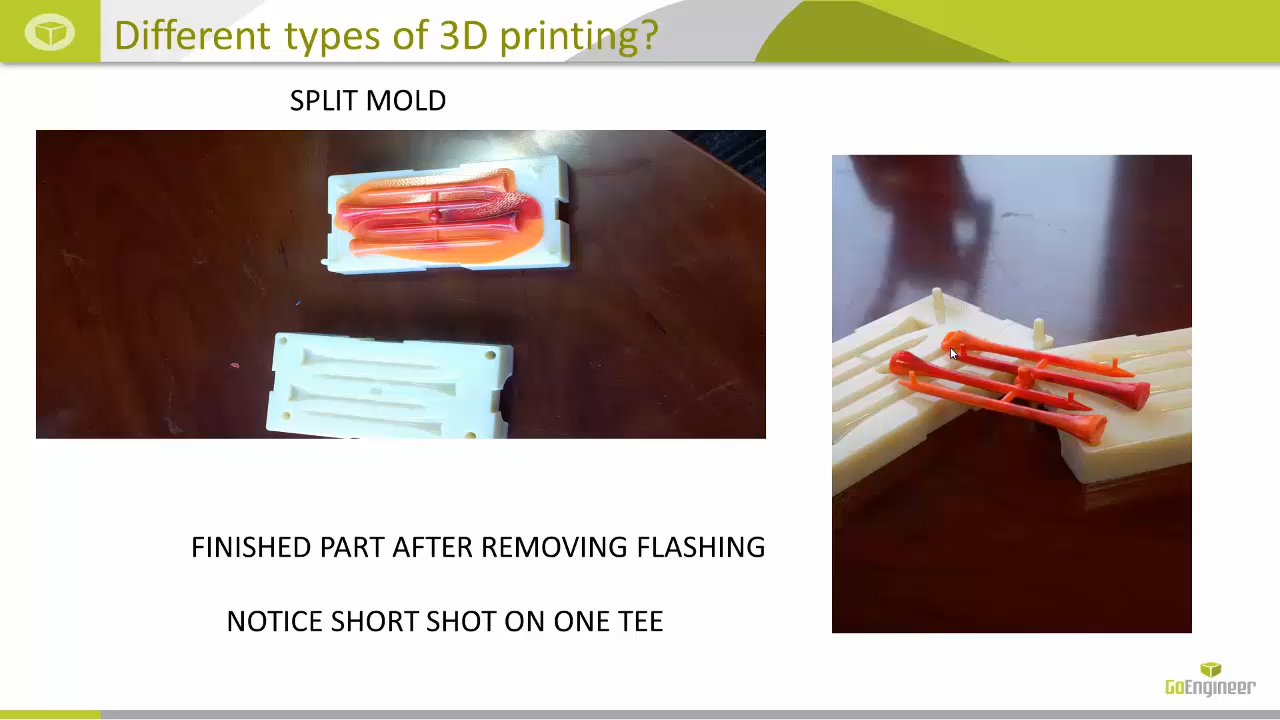 Different types of 3D printing?
SPLIT MOLD
FINISHED PART AFTER REMOVING FLASHING
NOTICE SHORT SHOT ON ONE TEE
GoEngineer